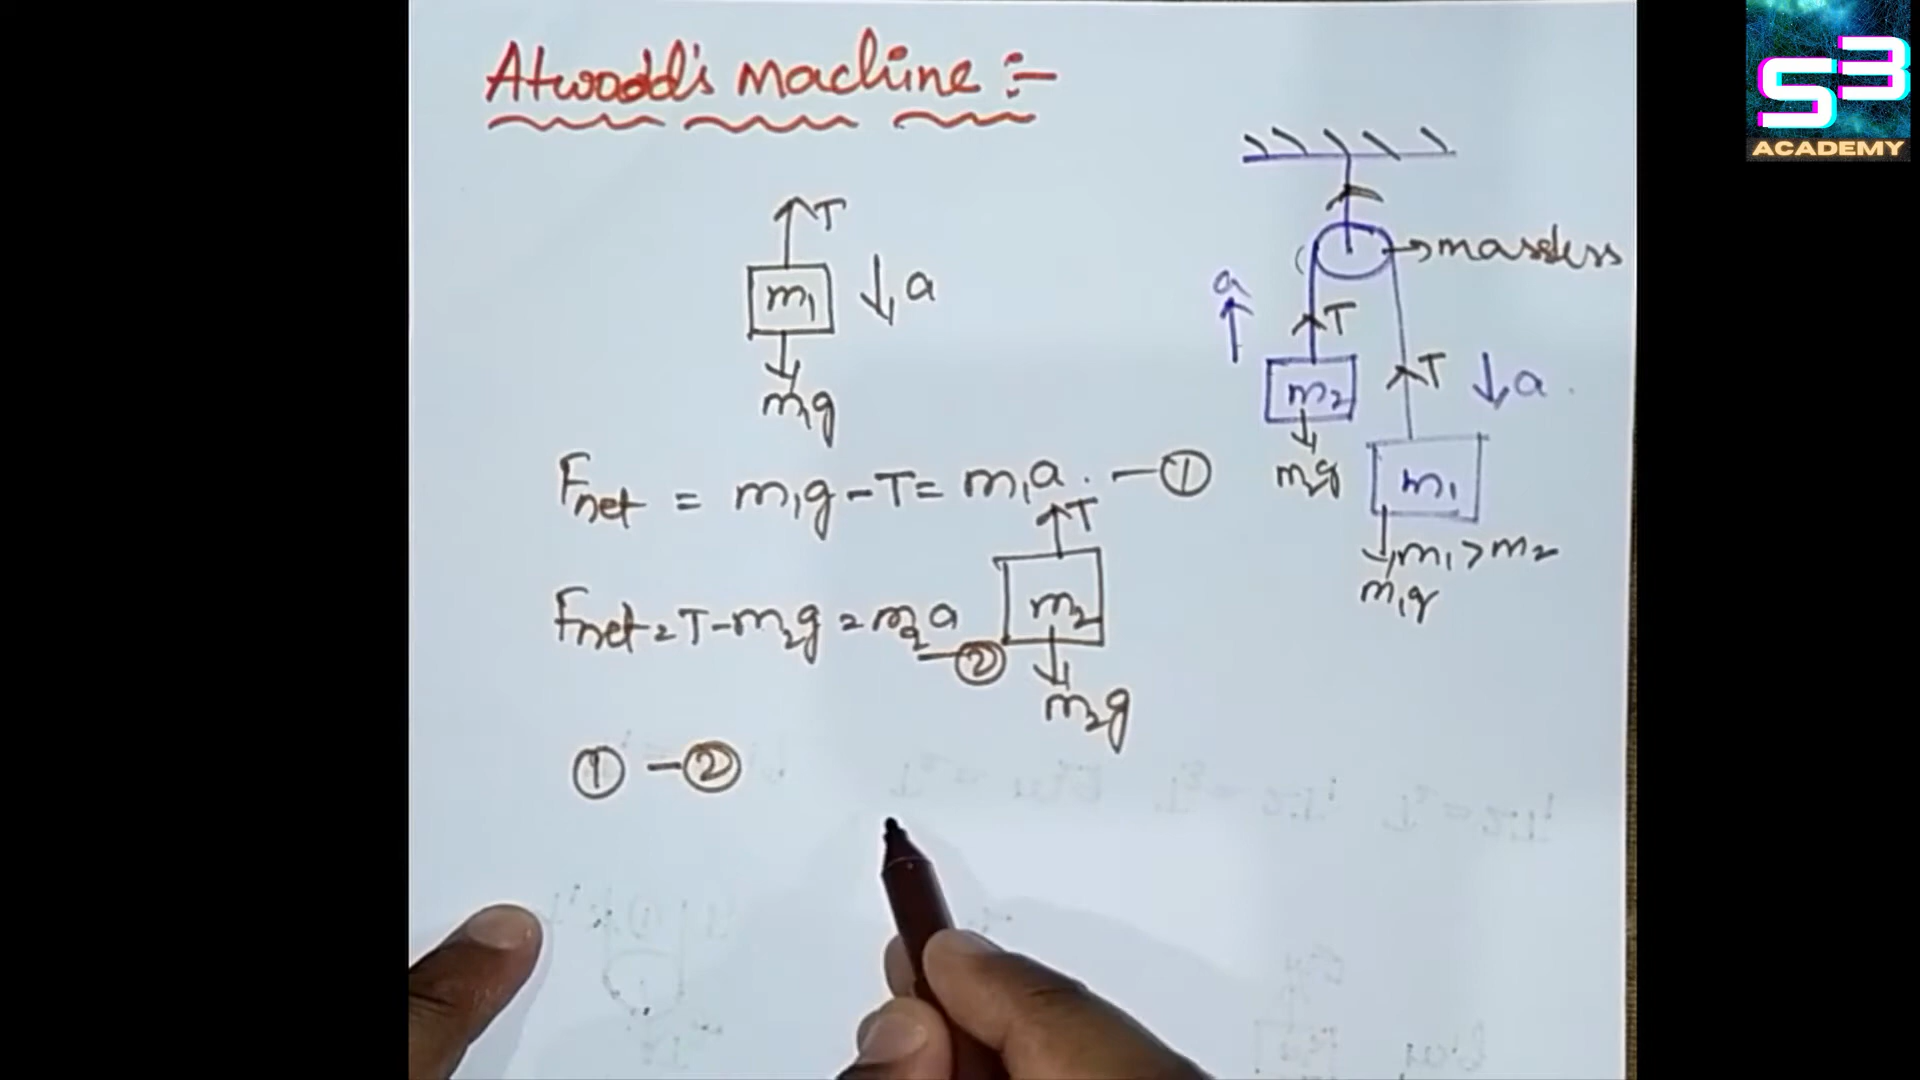 Atwood's machine :-
T
m₁
↓ a
m₁g
Fnet = m₁g - T = m₁a. — ①
T
Fnet = T - m₂g = m₂a — ②
m₂
m₂g
① — ②
massless
a
T
T
↓ a
m₂
m₂g
m₁
m₁ > m₂
m₁g
S3
ACADEMY